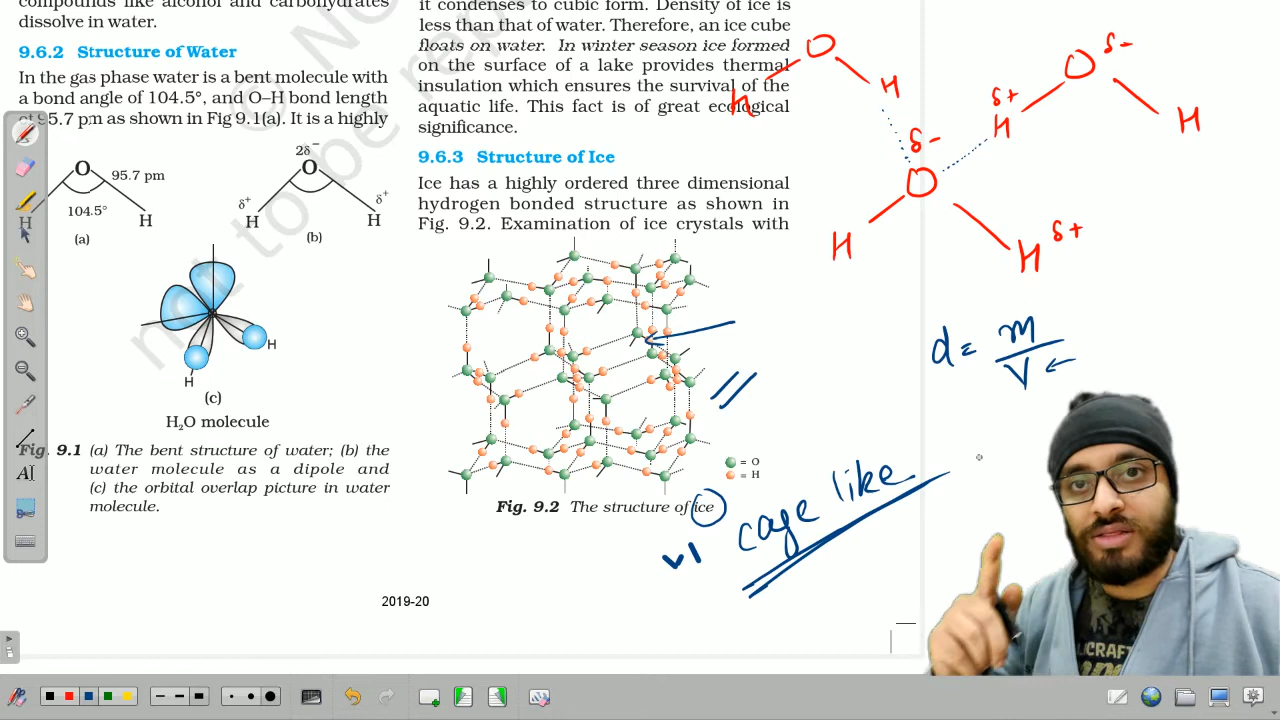 compounds like alcohol and carbohydrates
dissolve in water.
9.6.2 Structure of Water
In the gas phase water is a bent molecule with
a bond angle of 104.5°, and O–H bond length
of 95.7 pm as shown in Fig 9.1(a). It is a highly
O
95.7 pm
104.5°
H
H
(a)
2δ⁻
O
δ⁺
δ⁺
H
H
(b)
H
H
(c)
H₂O molecule
Fig. 9.1 (a) The bent structure of water; (b) the
water molecule as a dipole and
(c) the orbital overlap picture in water
molecule.
it condenses to cubic form. Density of ice is
less than that of water. Therefore, an ice cube
floats on water. In winter season ice formed
on the surface of a lake provides thermal
insulation which ensures the survival of the
aquatic life. This fact is of great ecological
significance.
9.6.3 Structure of Ice
Ice has a highly ordered three dimensional
hydrogen bonded structure as shown in
Fig. 9.2. Examination of ice crystals with
= O
= H
Fig. 9.2 The structure of ice
cage like
2019-20
O
H
H
δ-
O
δ+
H
H
δ-
O
H
H
δ+
d = m/V
not to be rep
© NO
A
UCRAFT